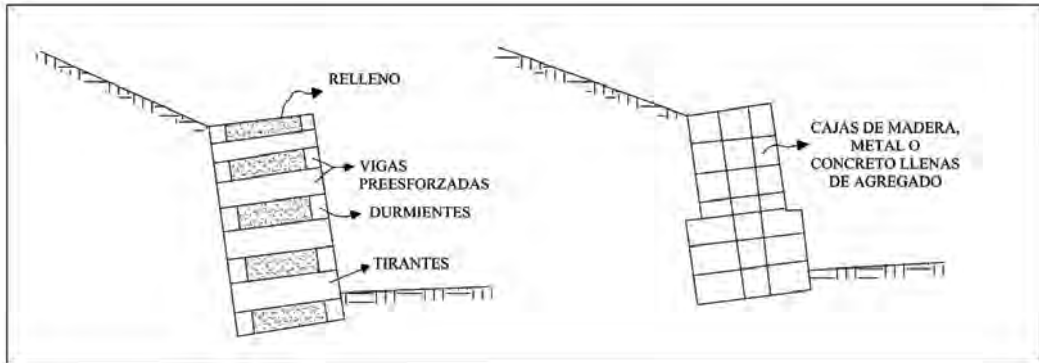 RELLENO
VIGAS
PREESFORZADAS
DURMIENTES
TIRANTES
CAJAS DE MADERA,
METAL O
CONCRETO LLENAS
DE AGREGADO